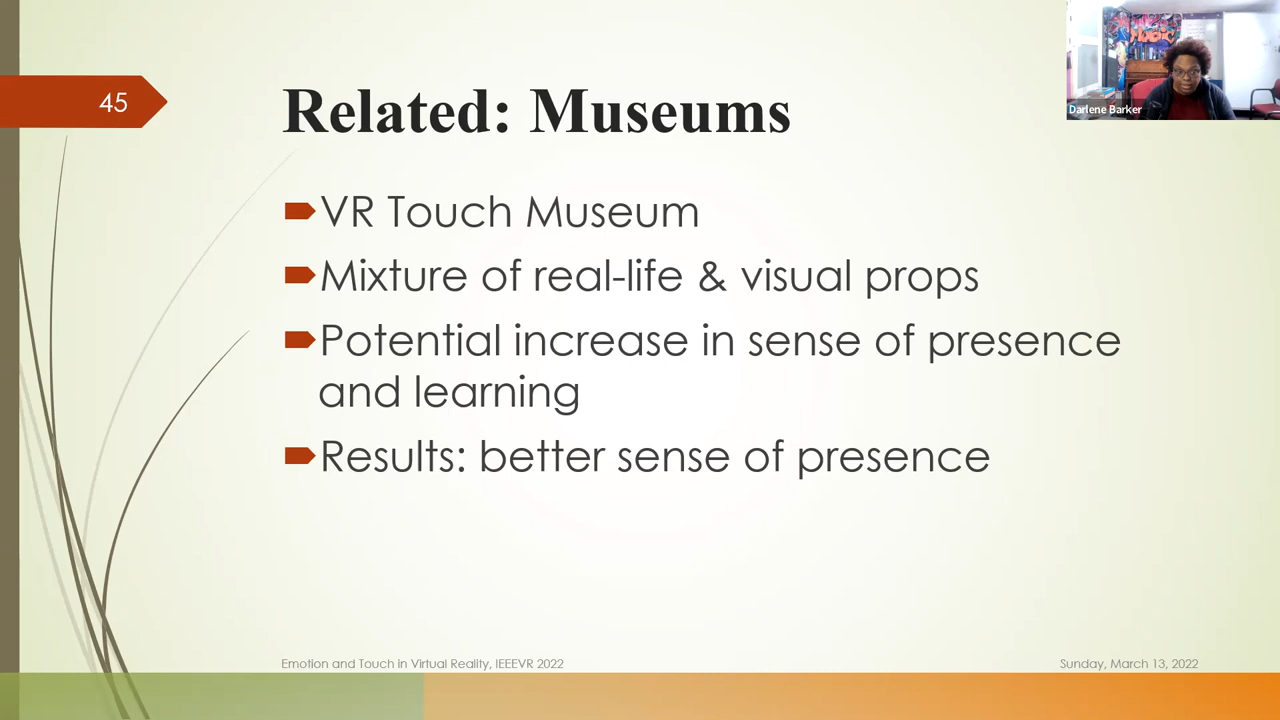 45
Related: Museums
VR Touch Museum
Mixture of real-life & visual props
Potential increase in sense of presence
and learning
Results: better sense of presence
Emotion and Touch in Virtual Reality, IEEEVR 2022
Sunday, March 13, 2022
Darlene Barker